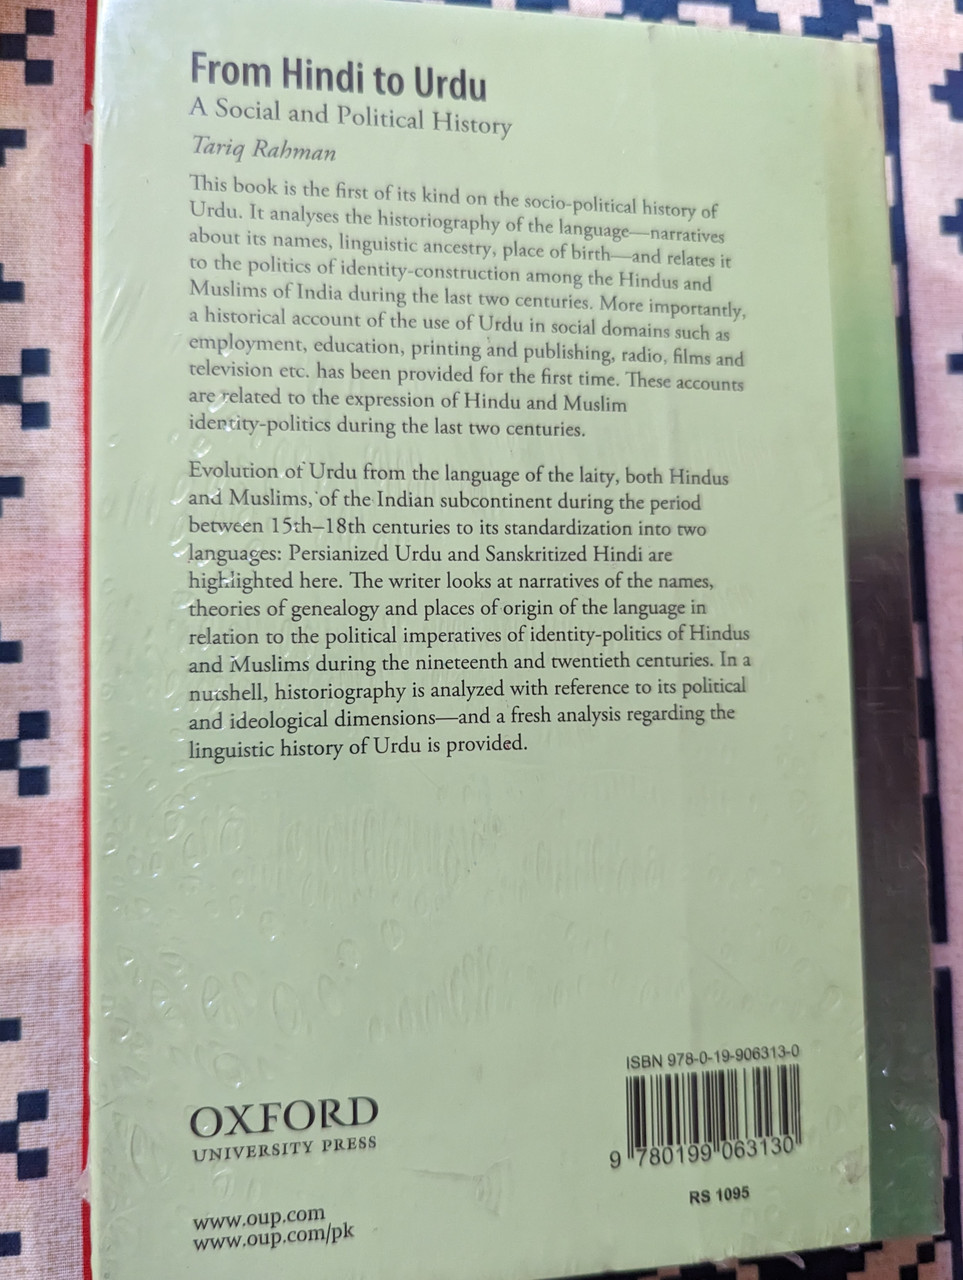 From Hindi to Urdu
A Social and Political History
Tariq Rahman
This book is the first of its kind on the socio-political history of
Urdu. It analyses the historiography of the language—narratives
about its names, linguistic ancestry, place of birth—and relates it
to the politics of identity-construction among the Hindus and
Muslims of India during the last two centuries. More importantly,
a historical account of the use of Urdu in social domains such as
employment, education, printing and publishing, radio, films and
television etc. has been provided for the first time. These accounts
are related to the expression of Hindu and Muslim
identity-politics during the last two centuries.
Evolution of Urdu from the language of the laity, both Hindus
and Muslims, of the Indian subcontinent during the period
between 15th–18th centuries to its standardization into two
languages: Persianized Urdu and Sanskritized Hindi are
highlighted here. The writer looks at narratives of the names,
theories of genealogy and places of origin of the language in
relation to the political imperatives of identity-politics of Hindus
and Muslims during the nineteenth and twentieth centuries. In a
nutshell, historiography is analyzed with reference to its political
and ideological dimensions—and a fresh analysis regarding the
linguistic history of Urdu is provided.
ISBN 978-0-19-906313-0
9 780199 063130
RS 1095
OXFORD
UNIVERSITY PRESS
www.oup.com
www.oup.com/pk